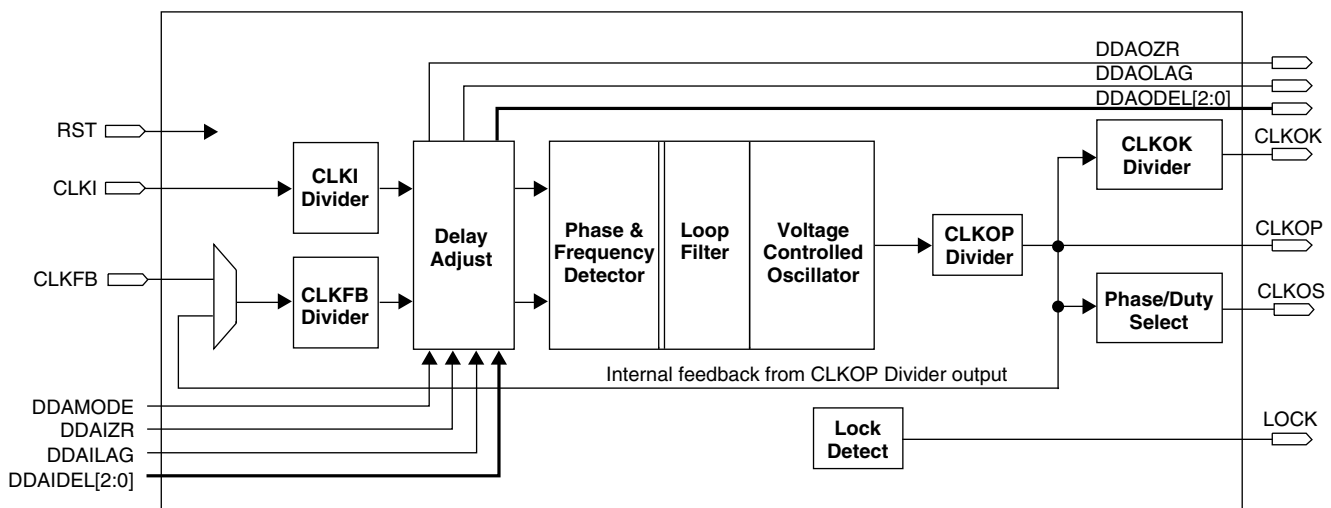 DDAOZR
DDAOLAG
DDAODEL[2:0]
RST
CLKI
CLKFB
CLKI
Divider
CLKFB
Divider
Delay
Adjust
Phase &
Frequency
Detector
Loop
Filter
Voltage
Controlled
Oscillator
CLKOP
Divider
CLKOK
Divider
Phase/Duty
Select
CLKOK
CLKOP
CLKOS
Internal feedback from CLKOP Divider output
DDAMODE
DDAIZR
DDAILAG
DDAIDEL[2:0]
Lock
Detect
LOCK